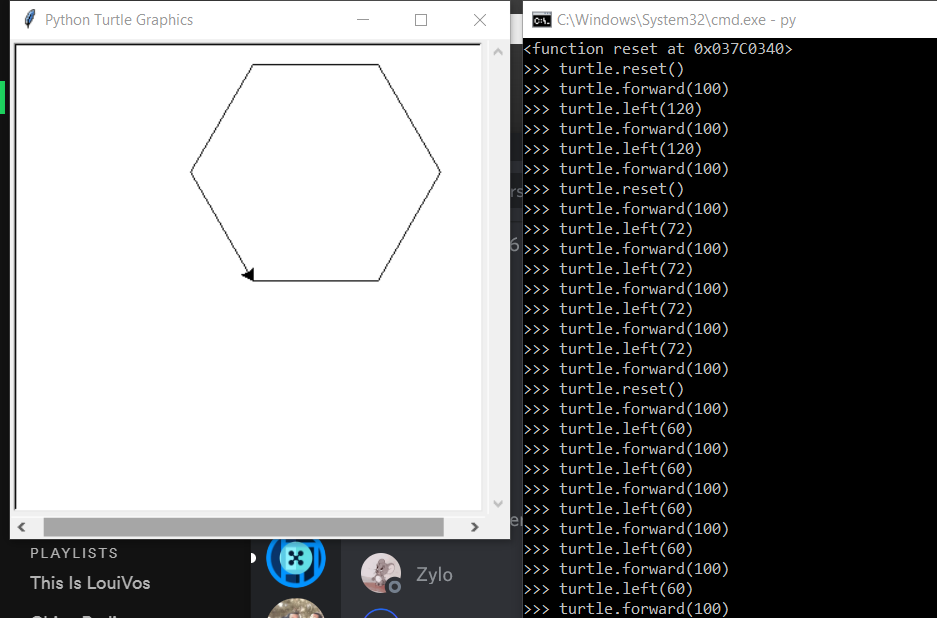 Python Turtle Graphics
C:\Windows\System32\cmd.exe - py
<function reset at 0x037C0340>
>>> turtle.reset()
>>> turtle.forward(100)
>>> turtle.left(120)
>>> turtle.forward(100)
>>> turtle.left(120)
>>> turtle.forward(100)
>>> turtle.reset()
>>> turtle.forward(100)
>>> turtle.left(72)
>>> turtle.forward(100)
>>> turtle.left(72)
>>> turtle.forward(100)
>>> turtle.left(72)
>>> turtle.forward(100)
>>> turtle.left(72)
>>> turtle.forward(100)
>>> turtle.reset()
>>> turtle.forward(100)
>>> turtle.left(60)
>>> turtle.forward(100)
>>> turtle.left(60)
>>> turtle.forward(100)
>>> turtle.left(60)
>>> turtle.forward(100)
>>> turtle.left(60)
>>> turtle.forward(100)
>>> turtle.left(60)
>>> turtle.forward(100)
PLAYLISTS
This Is LouiVos
Zylo